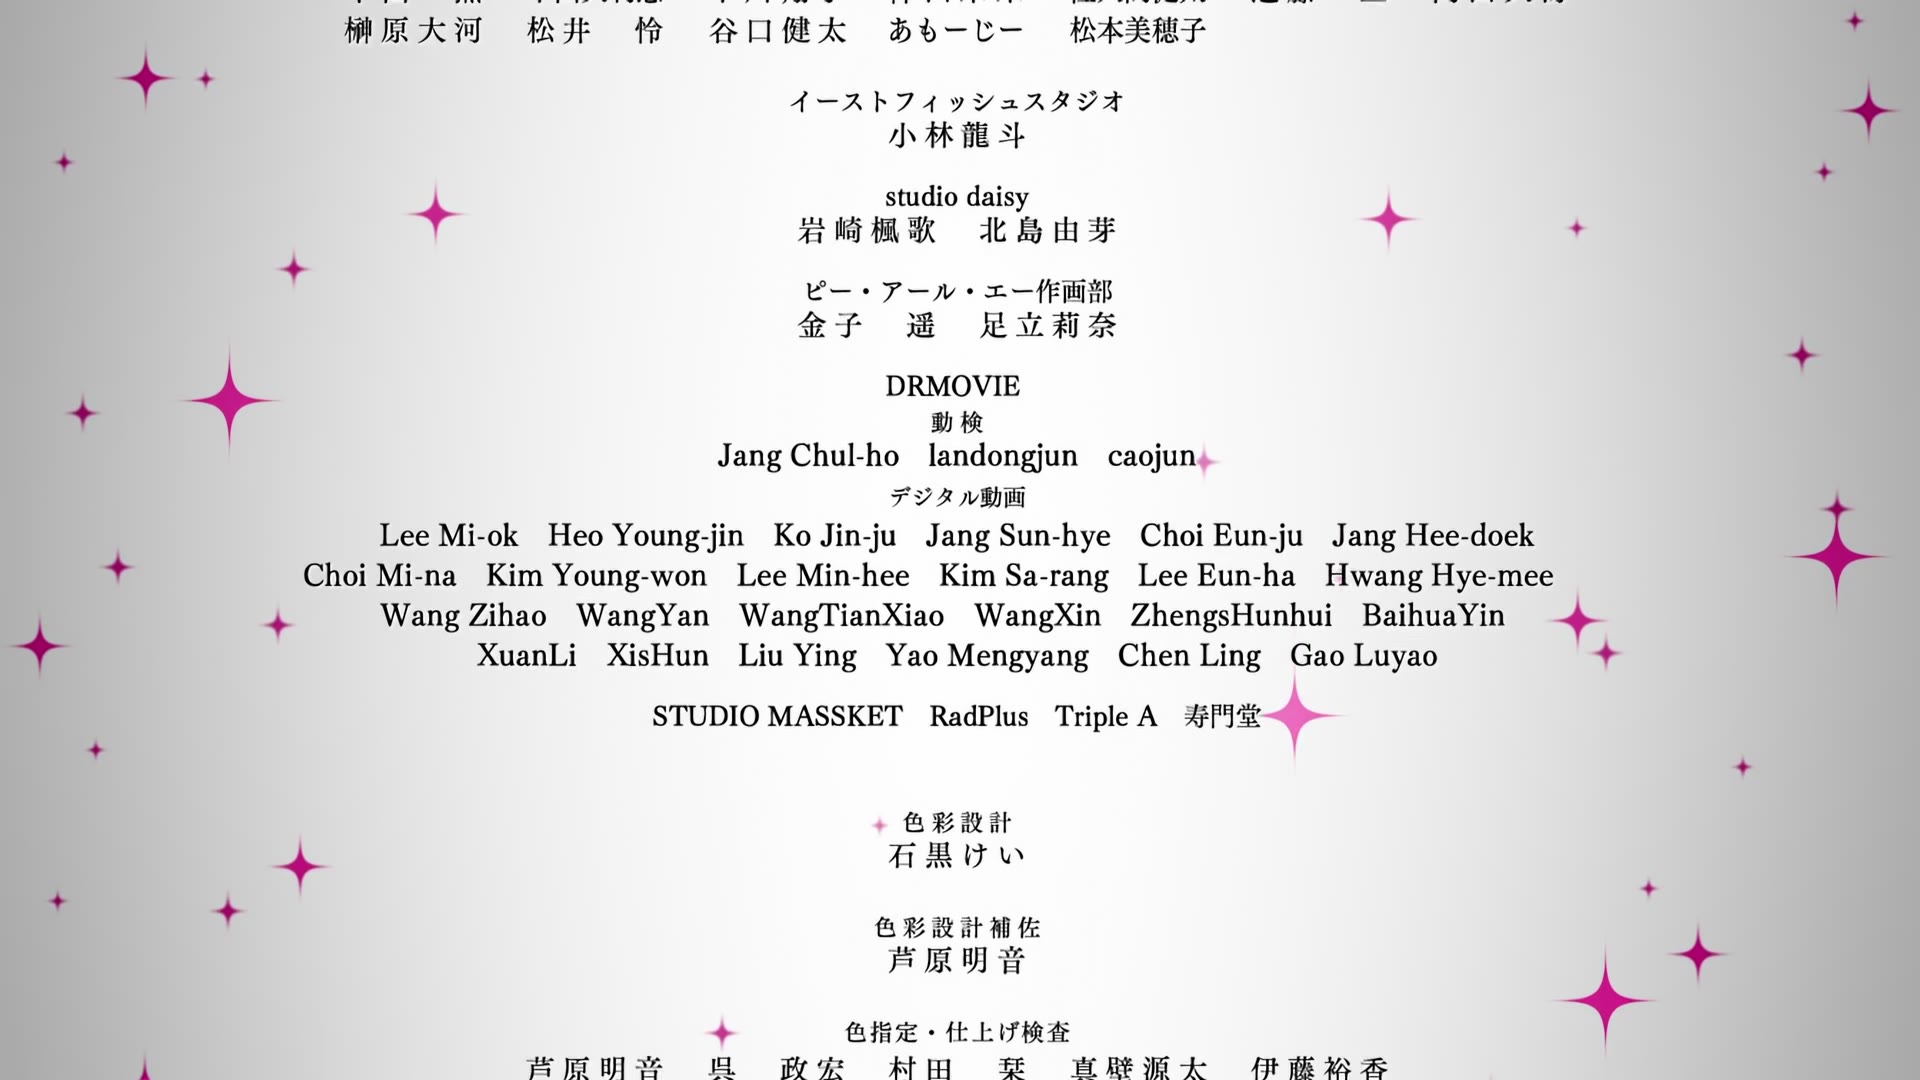 榊原大河 松井 怜 谷口健太 あもーじー 松本美穂子
イーストフィッシュスタジオ
小林龍斗
studio daisy
岩崎楓歌 北島由芽
ピー・アール・エー作画部
金子 遥 足立莉奈
DRMOVIE
動検
Jang Chul-ho landongjun caojun
デジタル動画
Lee Mi-ok Heo Young-jin Ko Jin-ju Jang Sun-hye Choi Eun-ju Jang Hee-doek
Choi Mi-na Kim Young-won Lee Min-hee Kim Sa-rang Lee Eun-ha Hwang Hye-mee
Wang Zihao WangYan WangTianXiao WangXin ZhengsHunhui BaihuaYin
XuanLi XisHun Liu Ying Yao Mengyang Chen Ling Gao Luyao
STUDIO MASSKET RadPlus Triple A 寿門堂
色彩設計
石黒けい
色彩設計補佐
芦原明音
色指定・仕上げ検査
芦原明音 呉 政宏 村田 栞 真壁源太 伊藤裕香